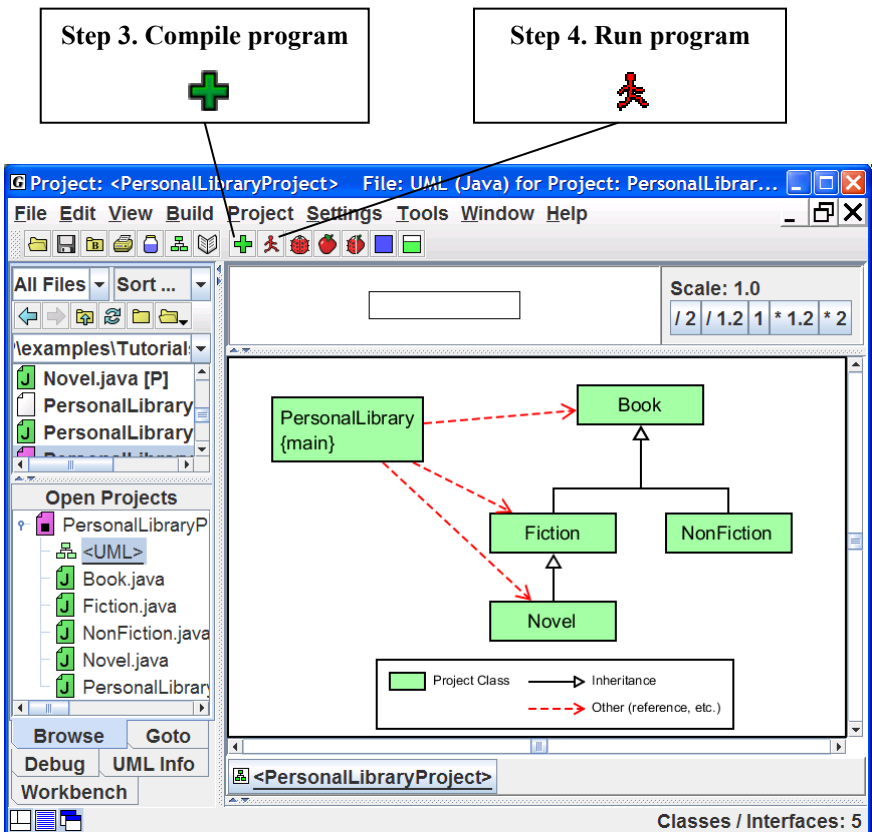 Step 3. Compile program
Step 4. Run program
Project: <PersonalLibraryProject> File: UML (Java) for Project: PersonalLibrar...
File Edit View Build Project Settings Tools Window Help
All Files Sort ...
\examples\Tutorial
Novel.java [P]
PersonalLibrary
PersonalLibrary
Open Projects
PersonalLibraryP
<UML>
Book.java
Fiction.java
NonFiction.java
Novel.java
PersonalLibrary
Browse Goto
Debug UML Info
Workbench
Scale: 1.0
/ 2 / 1.2 1 * 1.2 * 2
PersonalLibrary
{main}
Book
Fiction
NonFiction
Novel
Project Class Inheritance
Other (reference, etc.)
<PersonalLibraryProject>
Classes / Interfaces: 5